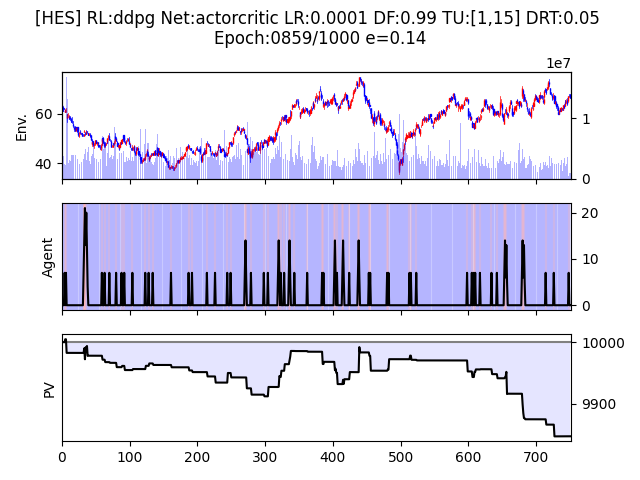 [HES] RL:ddpg Net:actorcritic LR:0.0001 DF:0.99 TU:[1,15] DRT:0.05
Epoch:0859/1000 e=0.14
1e7
Env.
60
40
1
0
Agent
20
10
0
PV
10000
9900
0 100 200 300 400 500 600 700